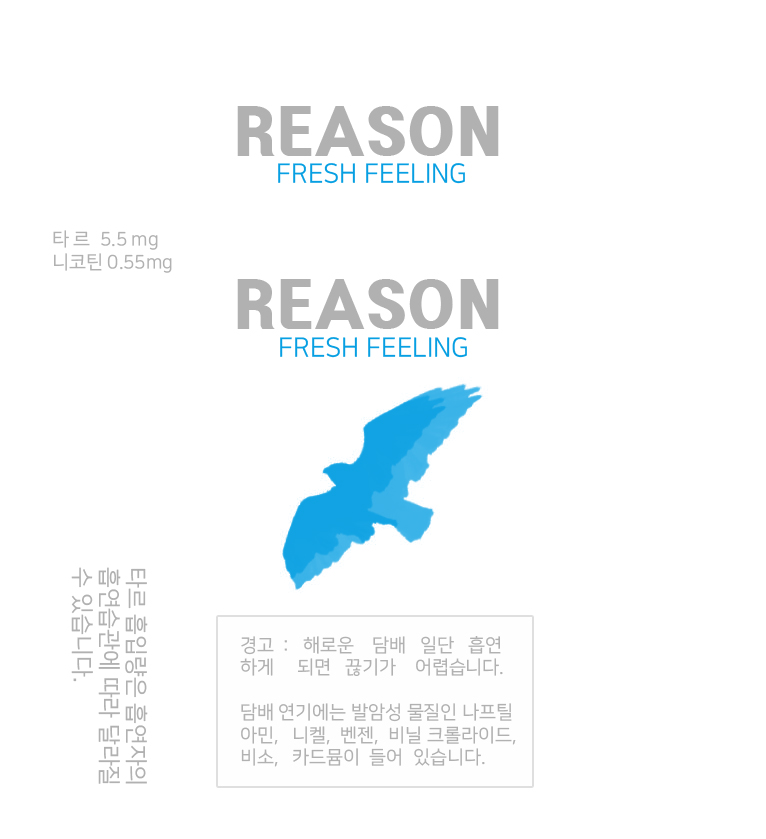 REASON
FRESH FEELING
타르 5.5 mg
니코틴 0.55mg
REASON
FRESH FEELING
타르 흡입량은 흡연자의
흡연습관에 따라 달라질
수 있습니다.
경고 : 해로운 담배 일단 흡연
하게 되면 끊기가 어렵습니다.
담배 연기에는 발암성 물질인 나프틸
아민, 니켈, 벤젠, 비닐 크롤라이드,
비소, 카드뮴이 들어 있습니다.